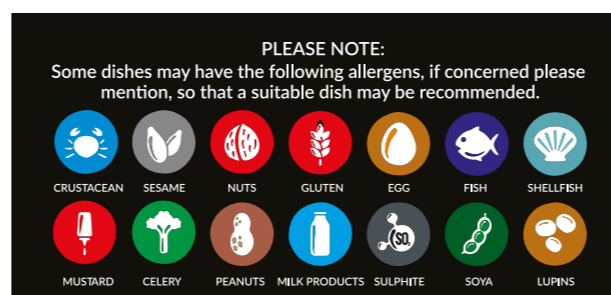 PLEASE NOTE:
Some dishes may have the following allergens, if concerned please
mention, so that a suitable dish may be recommended.
CRUSTACEAN SESAME NUTS GLUTEN EGG FISH SHELLFISH
SO₂
MUSTARD CELERY PEANUTS MILK PRODUCTS SULPHITE SOYA LUPINS